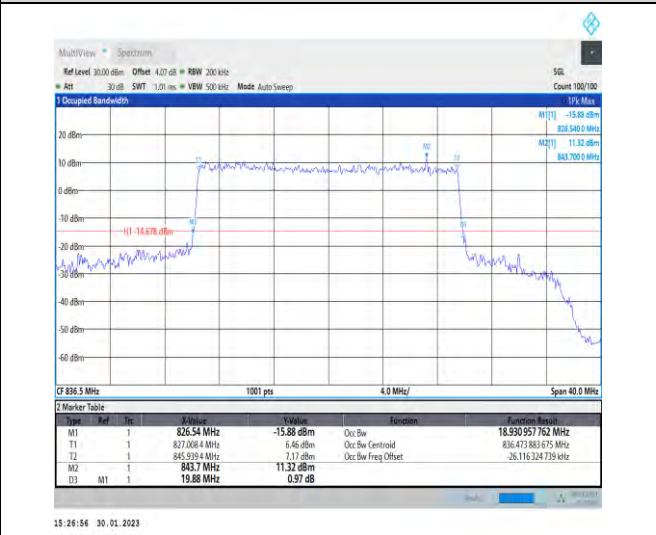 MultiView Spectrum
Ref Level 30.00 dBm Offset 4.07 dB RBW 200 kHz SGL
Att 30 dB SWT 1.01 ms VBW 500 kHz Mode Auto Sweep Count 100/100
1 Occupied Bandwidth 1Pk Max
M1[1] -15.88 dBm
826.540 0 MHz
M2[1] 11.32 dBm
843.700 0 MHz
20 dBm
10 dBm
0 dBm
-10 dBm
H1 -14.678 dBm
-20 dBm
-30 dBm
-40 dBm
-50 dBm
-60 dBm
T1
M2
T2
M1
D3
CF 836.5 MHz 1001 pts 4.0 MHz/ Span 40.0 MHz
2 Marker Table
Type Ref Trc X-Value Y-Value Function Function Result
M1 1 826.54 MHz -15.88 dBm Occ Bw 18.930 957 762 MHz
T1 1 827.008 4 MHz 6.46 dBm Occ Bw Centroid 836.473 883 675 MHz
T2 1 845.939 4 MHz 7.17 dBm Occ Bw Freq Offset -26.116 324 739 kHz
M2 1 843.7 MHz 11.32 dBm
D3 M1 1 19.88 MHz 0.97 dB
15:26:56 30.01.2023